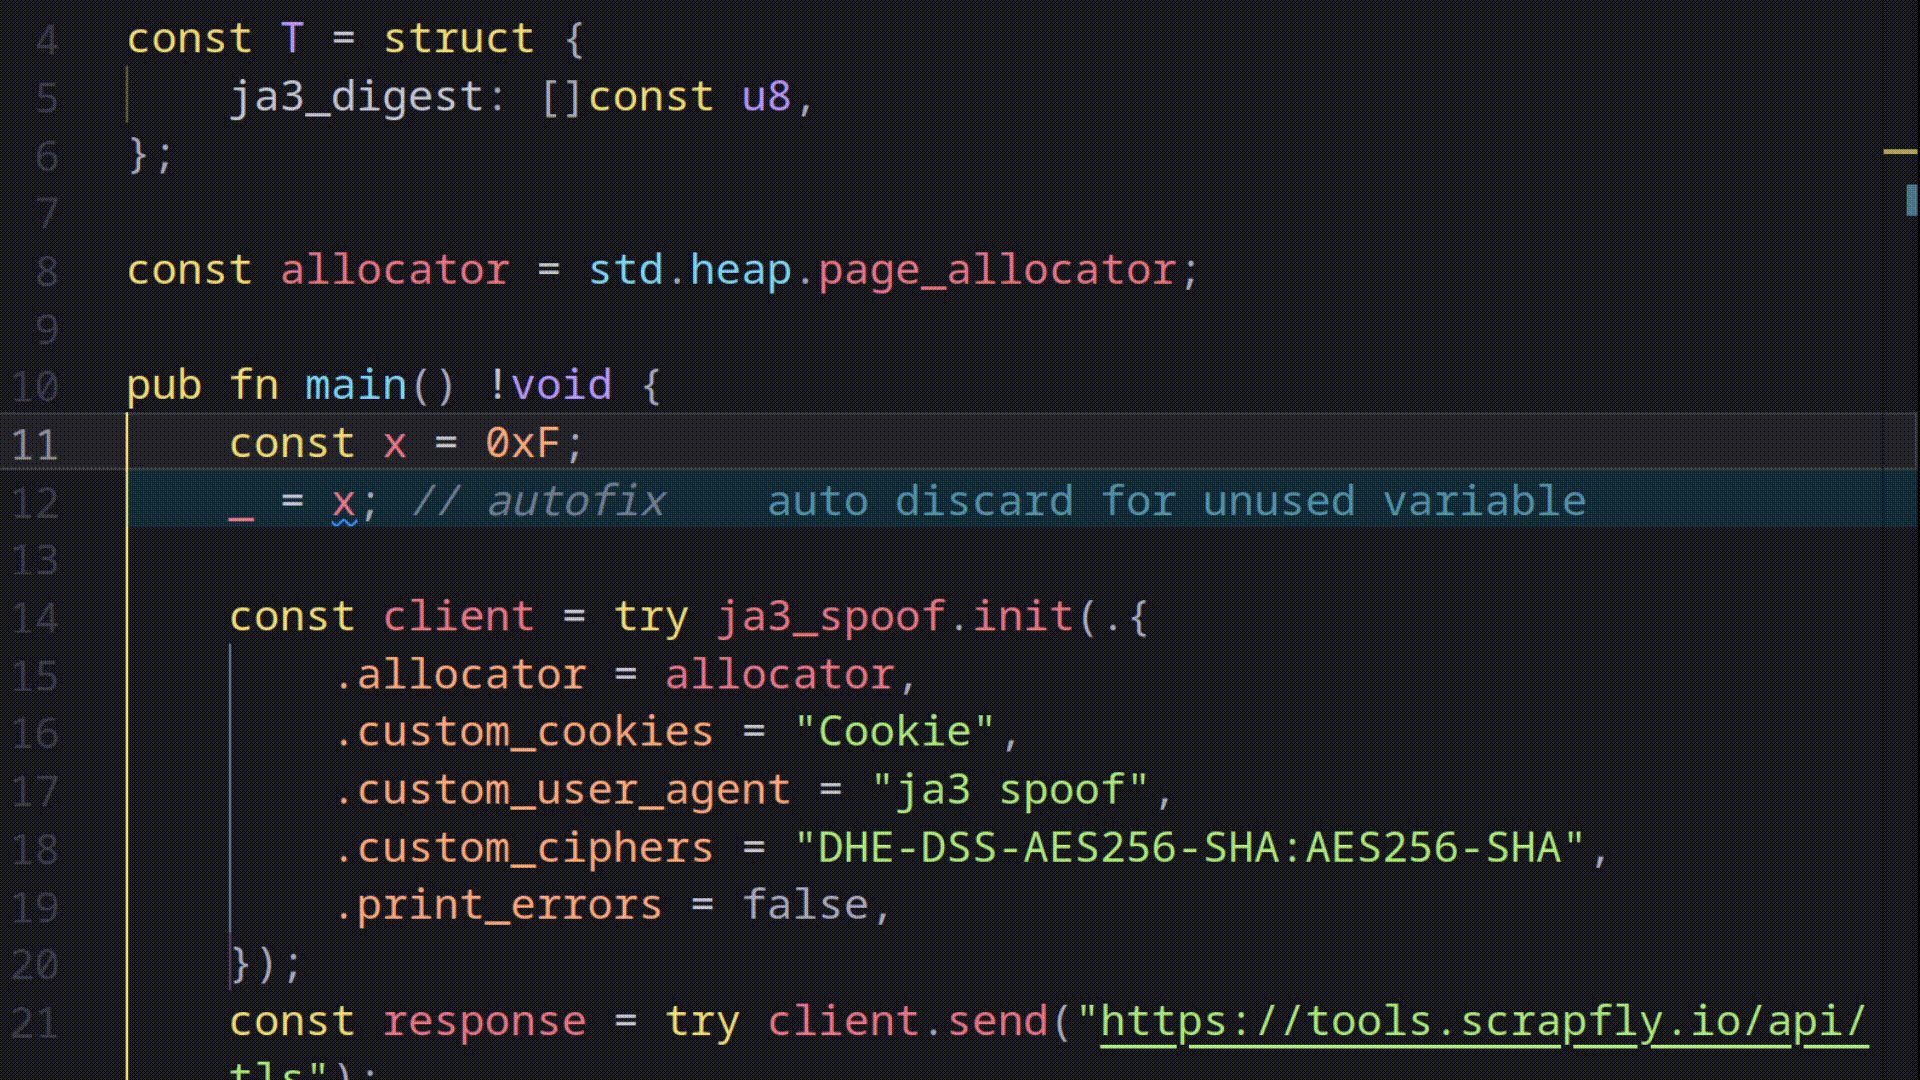 4 const T = struct {
5 ja3_digest: []const u8,
6 };
7
8 const allocator = std.heap.page_allocator;
9
10 pub fn main() !void {
11 const x = 0xF;
12 _ = x; // autofix auto discard for unused variable
13
14 const client = try ja3_spoof.init(.{
15 .allocator = allocator,
16 .custom_cookies = "Cookie",
17 .custom_user_agent = "ja3 spoof",
18 .custom_ciphers = "DHE-DSS-AES256-SHA:AES256-SHA",
19 .print_errors = false,
20 });
21 const response = try client.send("https://tools.scrapfly.io/api/
tls");